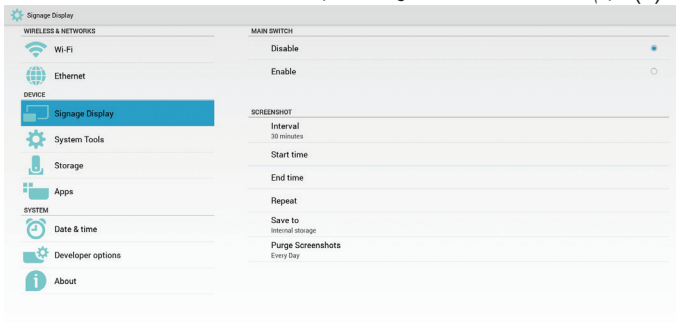 Signage Display
WIRELESS & NETWORKS
Wi-Fi
Ethernet
DEVICE
Signage Display
System Tools
Storage
Apps
SYSTEM
Date & time
Developer options
About
MAIN SWITCH
Disable
Enable
SCREENSHOT
Interval
30 minutes
Start time
End time
Repeat
Save to
Internal storage
Purge Screenshots
Every Day